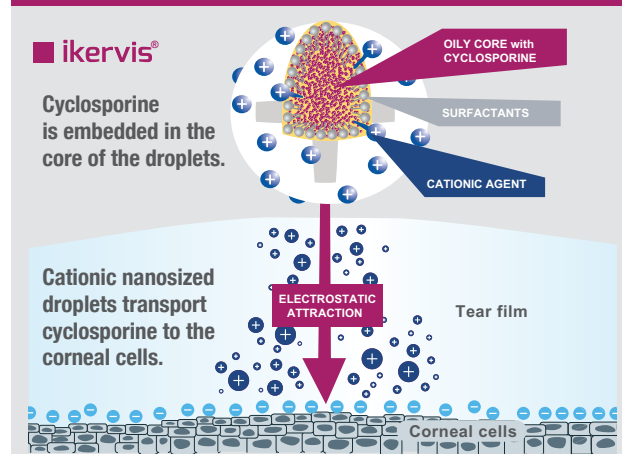 ikervis®
OILY CORE with
CYCLOSPORINE
Cyclosporine
is embedded in the
core of the droplets.
SURFACTANTS
CATIONIC AGENT
Cationic nanosized
droplets transport
cyclosporine to the
corneal cells.
ELECTROSTATIC
ATTRACTION
Tear film
Corneal cells